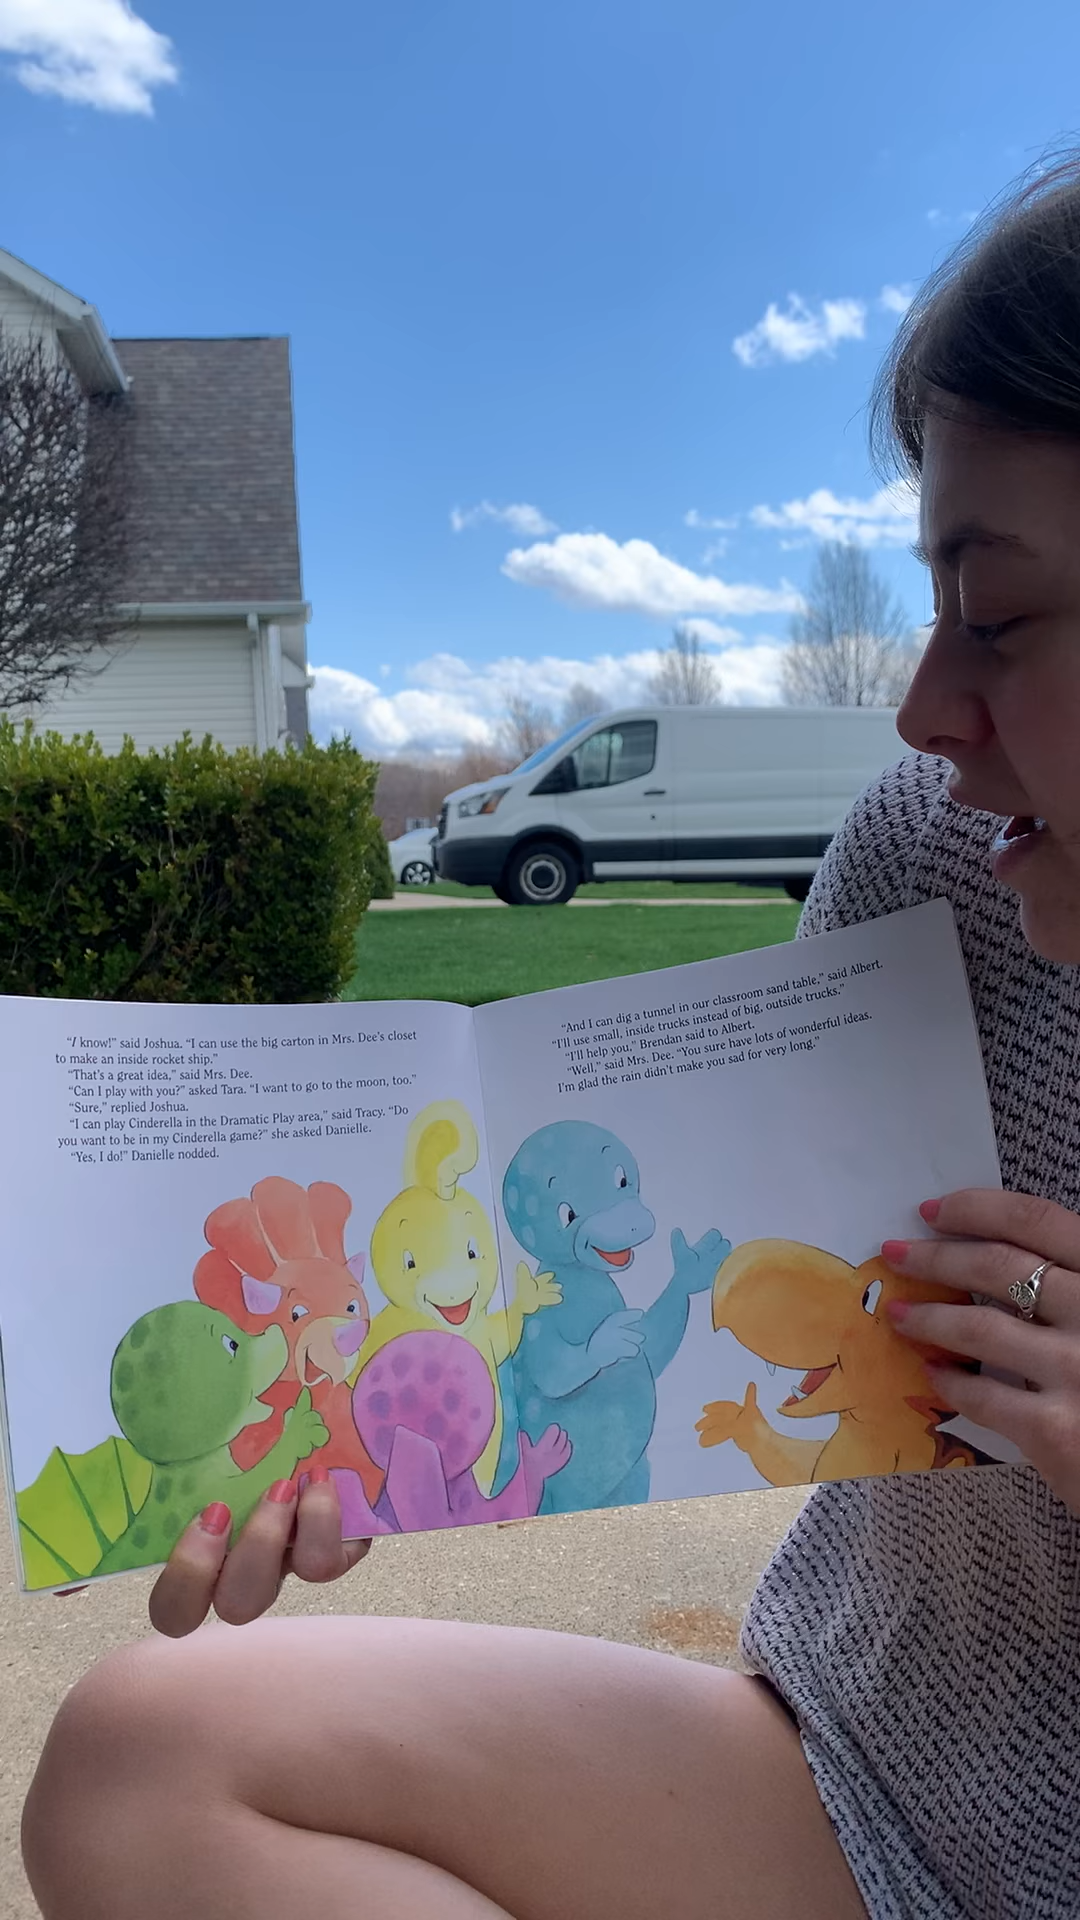 "I know!" said Joshua. "I can use the big carton in Mrs. Dee's closet
to make an inside rocket ship."
"That's a great idea," said Mrs. Dee.
"Can I play with you?" asked Tara. "I want to go to the moon, too."
"Sure," replied Joshua.
"I can play Cinderella in the Dramatic Play area," said Tracy. "Do
you want to be in my Cinderella game?" she asked Danielle.
"Yes, I do!" Danielle nodded.
"And I can dig a tunnel in our classroom sand table," said Albert.
"I'll use small, inside trucks instead of big, outside trucks."
"I'll help you," Brendan said to Albert.
"Well," said Mrs. Dee. "You sure have lots of wonderful ideas.
I'm glad the rain didn't make you sad for very long."